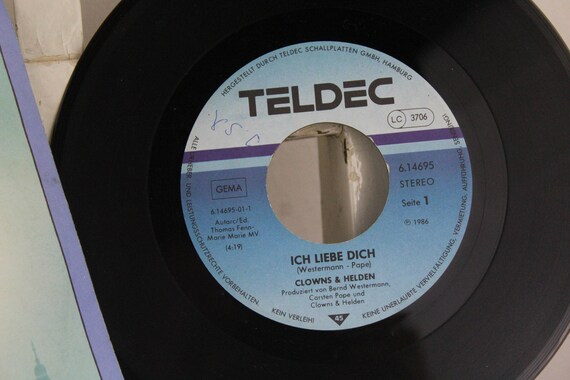 HERGESTELLT DURCH TELDEC SCHALLPLATTEN GMBH, HAMBURG
TELDEC
LC 3706
6.14695
STEREO
GEMA
Seite 1
6.14695-01-1
Autors/Ed.
Thomas Fenn-
Marie Marie MV
(4:19)
℗ 1986
ICH LIEBE DICH
(Westermann - Pape)
CLOWNS & HELDEN
Produziert von Bernd Westermann,
Carsten Pape und
Clowns & Helden
45
ALLE URHEBER- UND LEISTUNGSSCHUTZRECHTE VORBEHALTEN.
KEIN VERLEIH! KEINE UNERLAUBTE VERVIELFÄLTIGUNG, VERMIETUNG, AUFFÜHRUNG, SENDUNG!